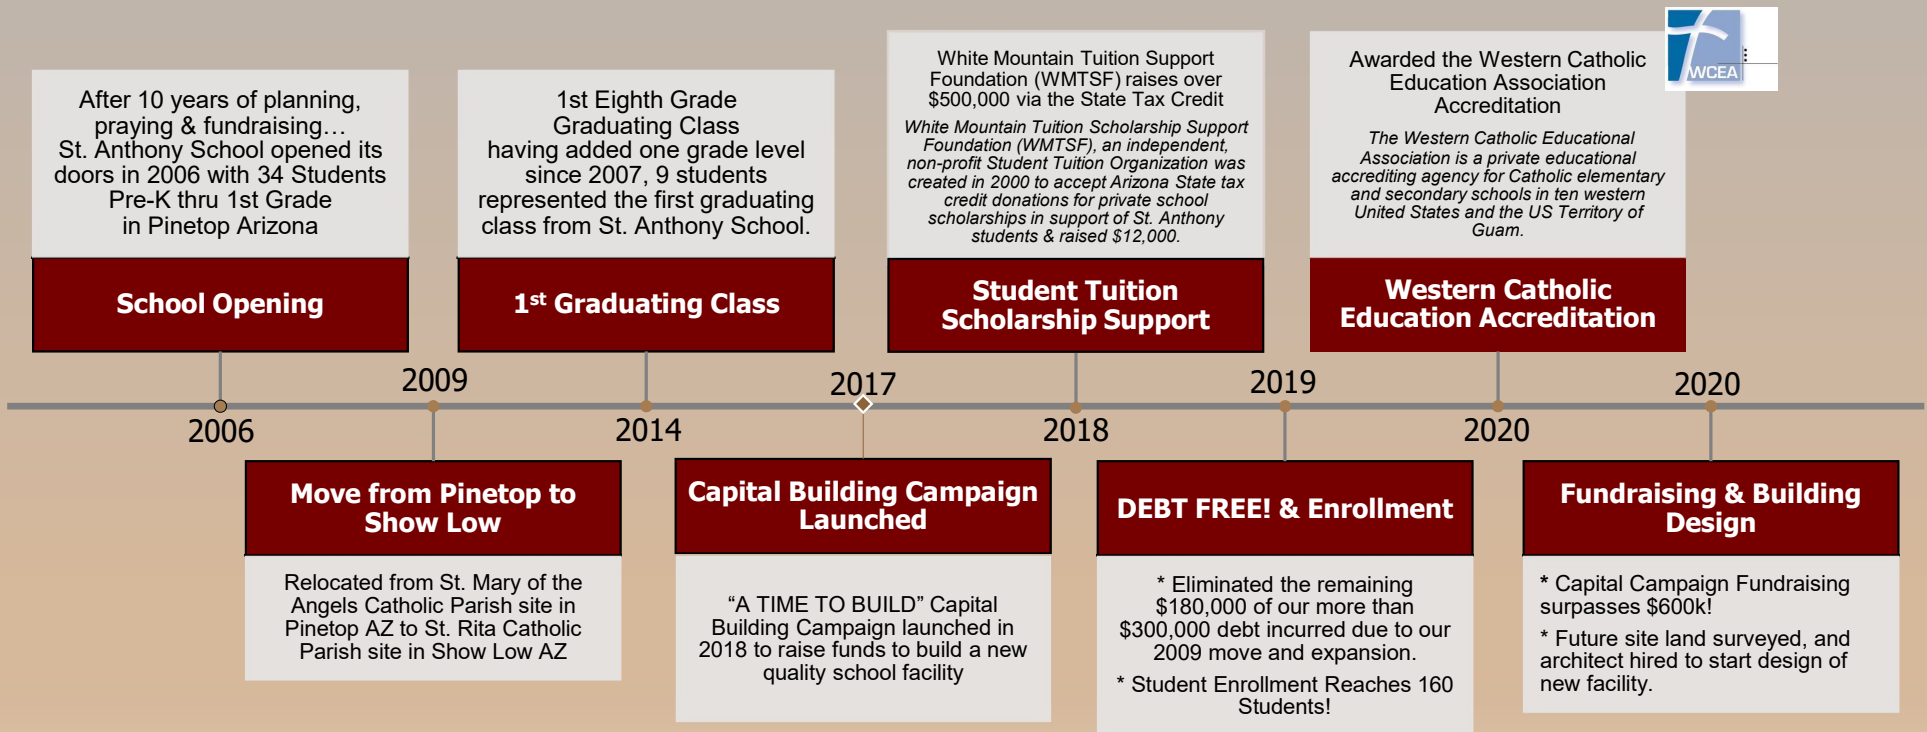 After 10 years of planning,
praying & fundraising…
St. Anthony School opened its
doors in 2006 with 34 Students
Pre-K thru 1st Grade
in Pinetop Arizona
School Opening
1st Eighth Grade
Graduating Class
having added one grade level
since 2007, 9 students
represented the first graduating
class from St. Anthony School.
1st Graduating Class
White Mountain Tuition Support
Foundation (WMTSF) raises over
$500,000 via the State Tax Credit
White Mountain Tuition Scholarship Support
Foundation (WMTSF), an independent,
non-profit Student Tuition Organization was
created in 2000 to accept Arizona State tax
credit donations for private school
scholarships in support of St. Anthony
students & raised $12,000.
Student Tuition
Scholarship Support
Awarded the Western Catholic
Education Association
Accreditation
The Western Catholic Educational
Association is a private educational
accrediting agency for Catholic elementary
and secondary schools in ten western
United States and the US Territory of
Guam.
Western Catholic
Education Accreditation
WCEA
2009
2017
2019
2020
2006
2014
2018
2020
Move from Pinetop to
Show Low
Relocated from St. Mary of the
Angels Catholic Parish site in
Pinetop AZ to St. Rita Catholic
Parish site in Show Low AZ
Capital Building Campaign
Launched
“A TIME TO BUILD” Capital
Building Campaign launched in
2018 to raise funds to build a new
quality school facility
DEBT FREE! & Enrollment
* Eliminated the remaining
$180,000 of our more than
$300,000 debt incurred due to our
2009 move and expansion.
* Student Enrollment Reaches 160
Students!
Fundraising & Building
Design
* Capital Campaign Fundraising
surpasses $600k!
* Future site land surveyed, and
architect hired to start design of
new facility.